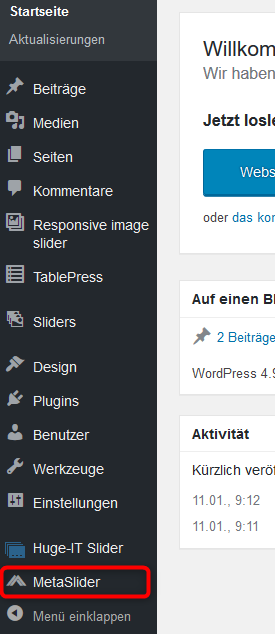 Startseite
Aktualisierungen
Beiträge
Medien
Seiten
Kommentare
Responsive image
slider
TablePress
Sliders
Design
Plugins
Benutzer
Werkzeuge
Einstellungen
Huge-IT Slider
MetaSlider
Menü einklappen
Willkom
Wir haben
Jetzt losle
Webs
oder das kor
Auf einen Bl
2 Beiträge
WordPress 4.9
Aktivität
Kürzlich veröf
11.01., 9:12
11.01., 9:11